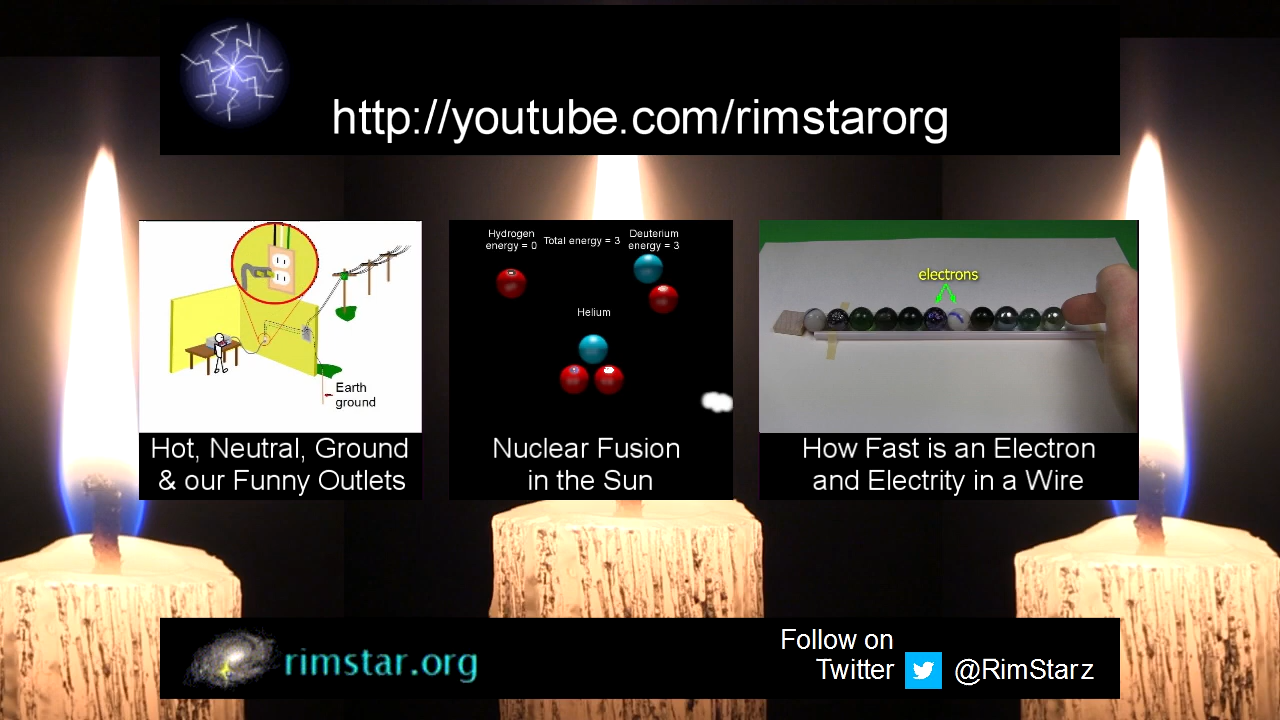 http://youtube.com/rimstarorg
Hydrogen
energy = 0
Total energy = 3
Deuterium
energy = 3
Helium
electrons
Earth
ground
Hot, Neutral, Ground
& our Funny Outlets
Nuclear Fusion
in the Sun
How Fast is an Electron
and Electrity in a Wire
rimstar.org
Follow on
Twitter
@RimStarz